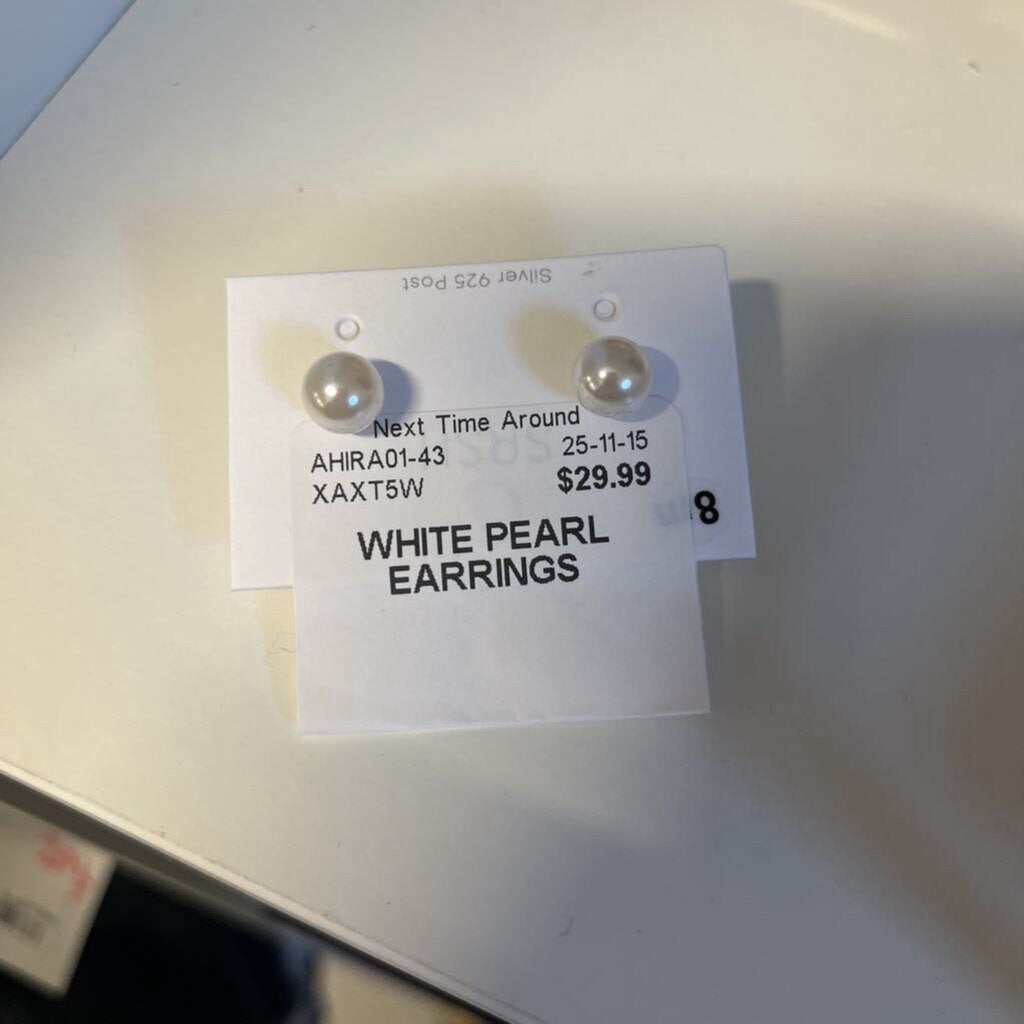 Silver 925 Post
Next Time Around
AHIRA01-43 25-11-15
XAXT5W $29.99
8
WHITE PEARL
EARRINGS